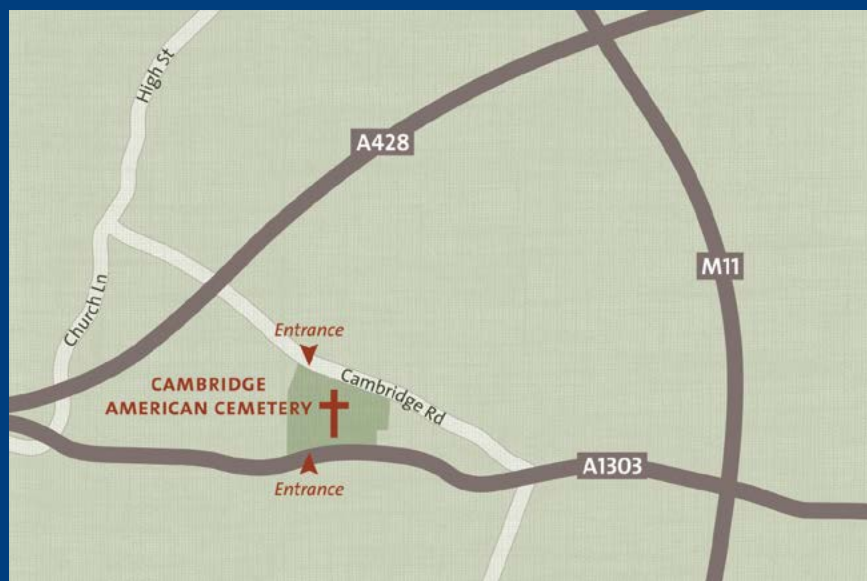 High St
A428
M11
Church Ln
Entrance
Cambridge Rd
CAMBRIDGE
AMERICAN CEMETERY
A1303
Entrance